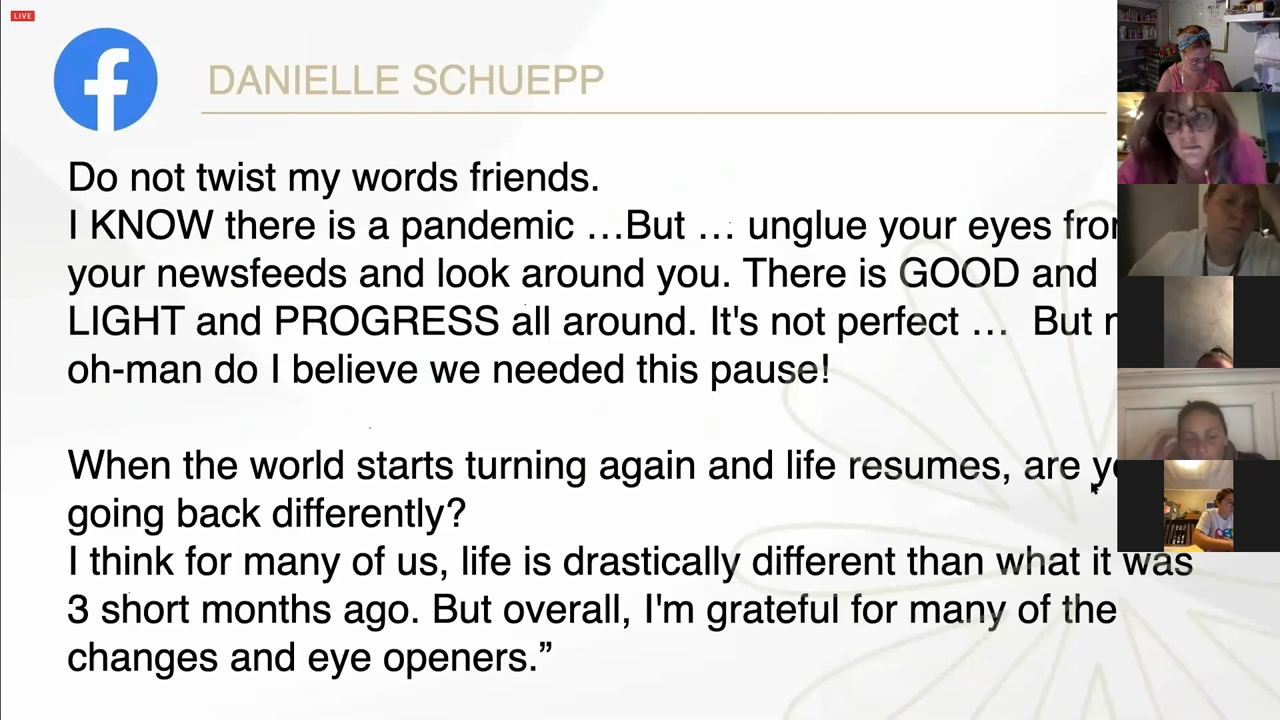 LIVE
DANIELLE SCHUEPP
Do not twist my words friends.
I KNOW there is a pandemic …But … unglue your eyes
your newsfeeds and look around you. There is GOOD and
LIGHT and PROGRESS all around. It's not perfect … But
oh-man do I believe we needed this pause!
When the world starts turning again and life resumes, are
going back differently?
I think for many of us, life is drastically different than what it was
3 short months ago. But overall, I'm grateful for many of the
changes and eye openers.”